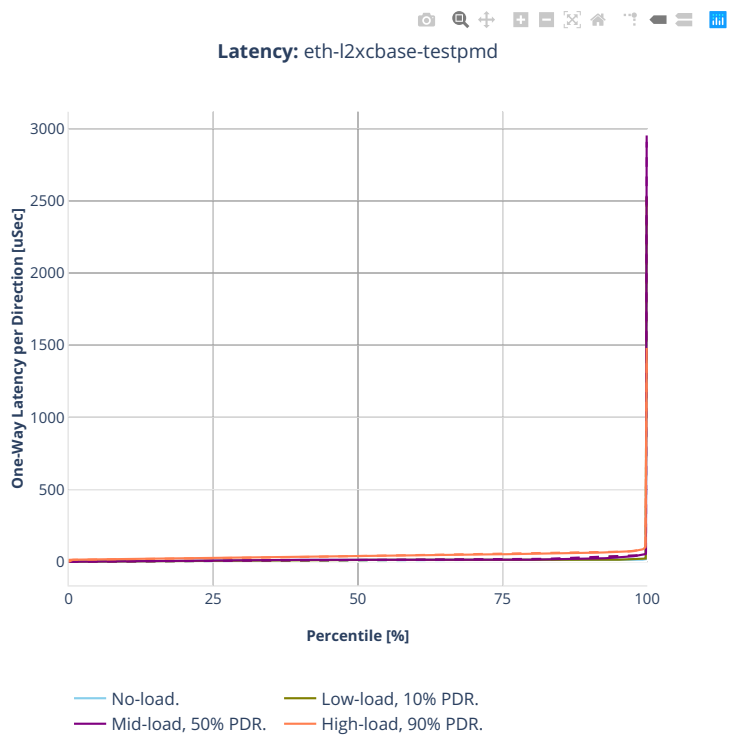 Latency: eth-l2xcbase-testpmd
One-Way Latency per Direction [uSec]
3000
2500
2000
1500
1000
500
0
0 25 50 75 100
Percentile [%]
No-load. Low-load, 10% PDR.
Mid-load, 50% PDR. High-load, 90% PDR.